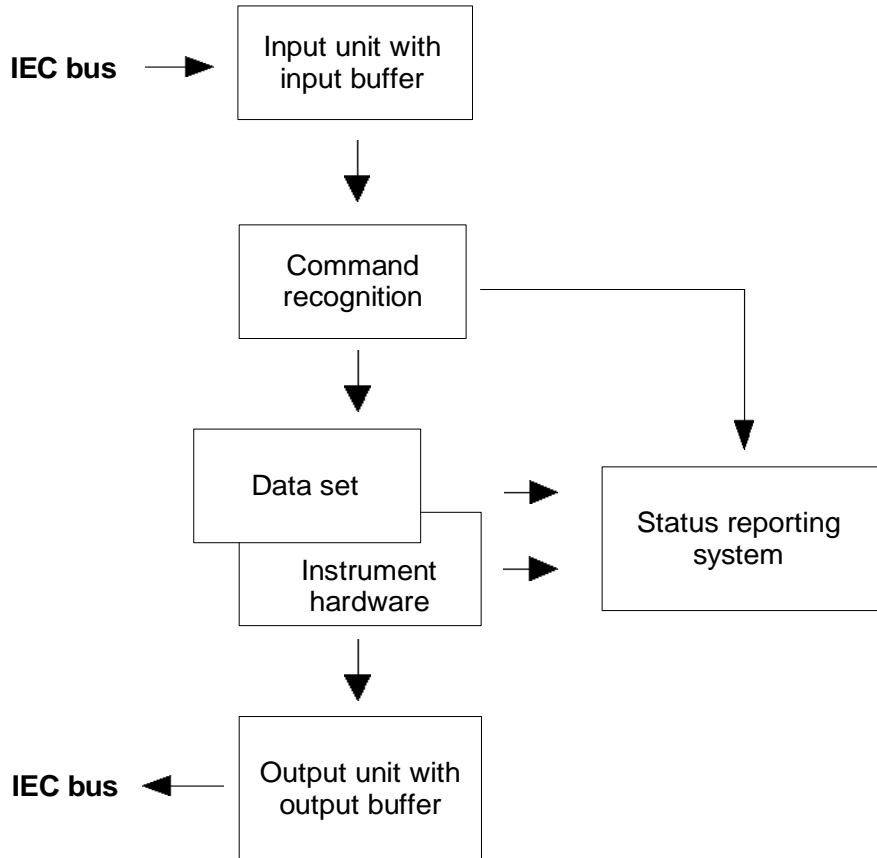 Input unit with
input buffer
IEC bus
Command
recognition
Data set
Status reporting
system
Instrument
hardware
Output unit with
output buffer
IEC bus